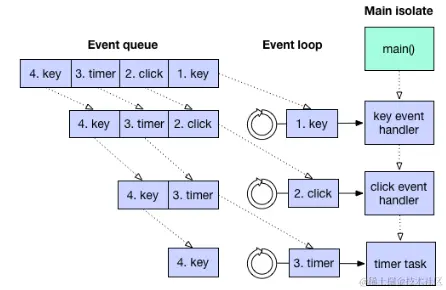 Main isolate
Event queue
Event loop
main()
4. key
3. timer
2. click
1. key
1. key
key event
handler
4. key
3. timer
2. click
2. click
click event
handler
4. key
3. timer
4. key
3. timer
timer task
@稀土掘金技术社区